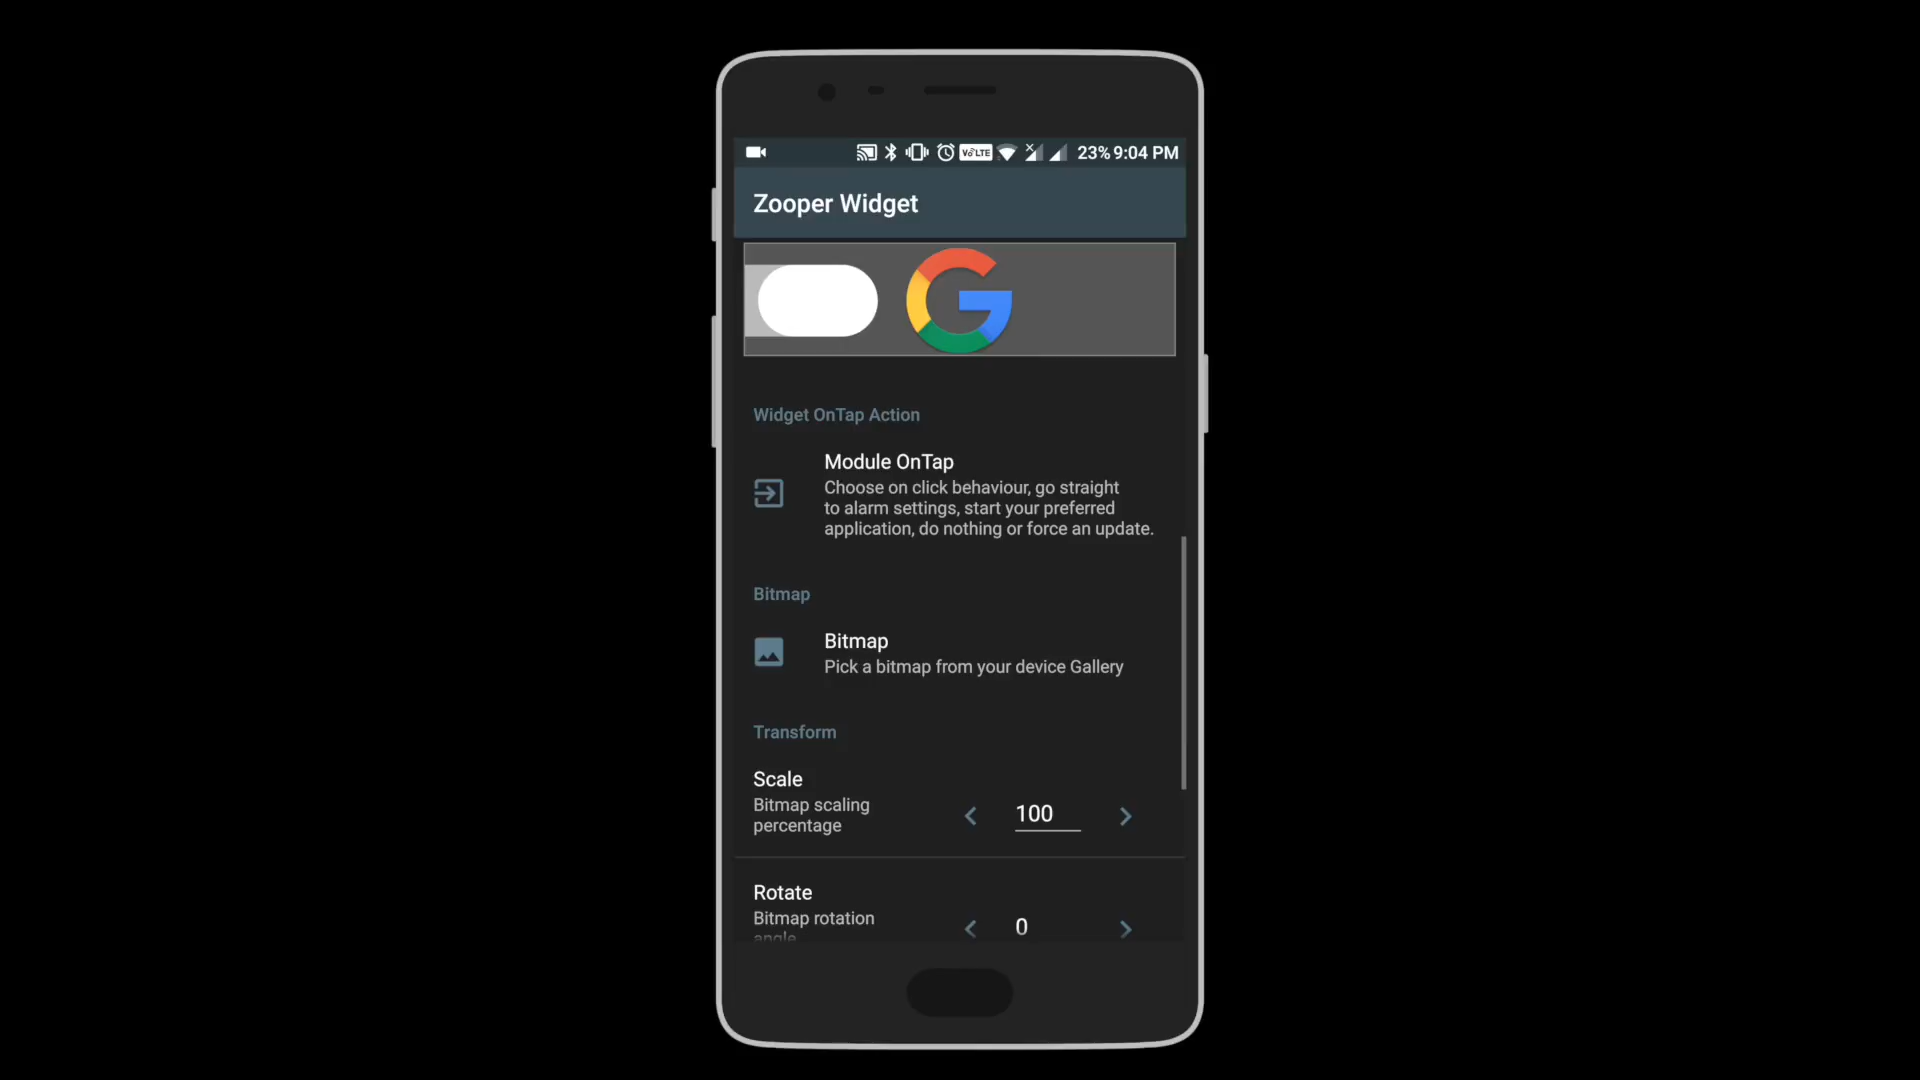 VoLTE 23% 9:04 PM
Zooper Widget
G
Widget OnTap Action
Module OnTap
Choose on click behaviour, go straight
to alarm settings, start your preferred
application, do nothing or force an update.
Bitmap
Bitmap
Pick a bitmap from your device Gallery
Transform
Scale
Bitmap scaling
percentage
100
Rotate
Bitmap rotation
angle
0